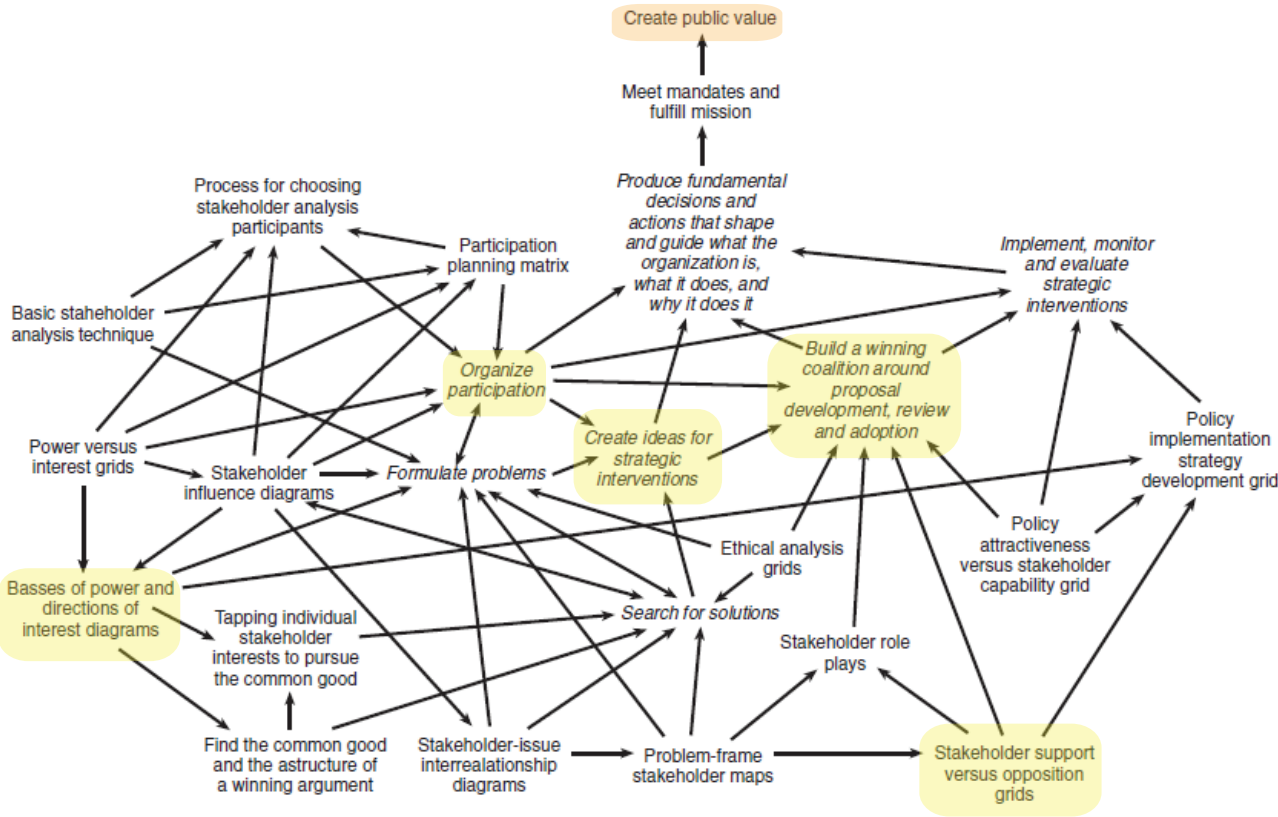 Create public value
Meet mandates and
fulfill mission
Produce fundamental
decisions and
actions that shape
and guide what the
organization is,
what it does, and
why it does it
Process for choosing
stakeholder analysis
participants
Participation
planning matrix
Implement, monitor
and evaluate
strategic
interventions
Basic staheholder
analysis technique
Organize
participation
Build a winning
coalition around
proposal
development, review
and adoption
Create ideas for
strategic
interventions
Policy
implementation
strategy
development grid
Power versus
interest grids
Stakeholder
influence diagrams
Formulate problems
Policy
attractiveness
versus stakeholder
capability grid
Ethical analysis
grids
Basses of power and
directions of
interest diagrams
Tapping individual
stakeholder
interests to pursue
the common good
Search for solutions
Stakeholder role
plays
Find the common good
and the astructure of
a winning argument
Stakeholder-issue
interrealationship
diagrams
Problem-frame
stakeholder maps
Stakeholder support
versus opposition
grids